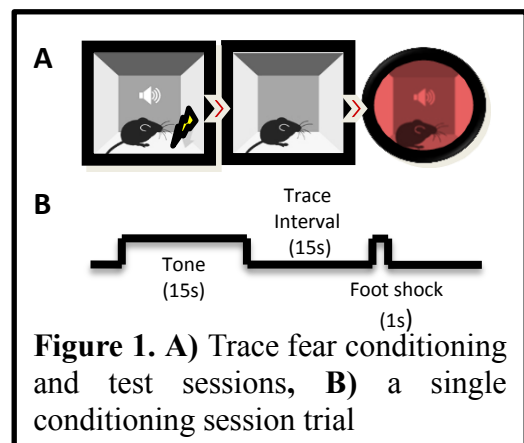 A
B
Trace
Interval
(15s)
Tone
(15s)
Foot shock
(1s)
Figure 1. A) Trace fear conditioning
and test sessions, B) a single
conditioning session trial